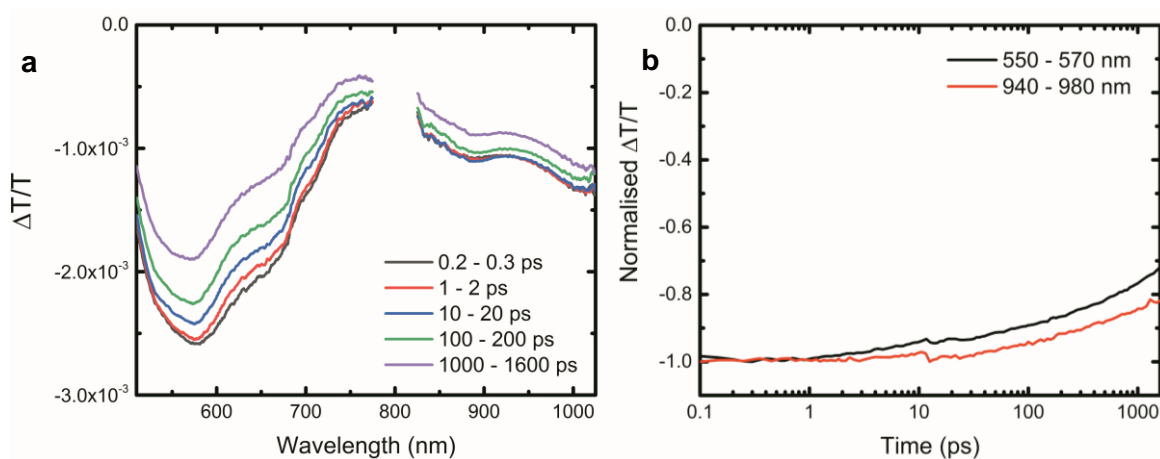 a
0.0
-1.0x10⁻³
-2.0x10⁻³
-3.0x10⁻³
ΔT/T
0.2 - 0.3 ps
1 - 2 ps
10 - 20 ps
100 - 200 ps
1000 - 1600 ps
600 700 800 900 1000
Wavelength (nm)
b
0.0
-0.2
-0.4
-0.6
-0.8
-1.0
Normalised ΔT/T
550 - 570 nm
940 - 980 nm
0.1 1 10 100 1000
Time (ps)